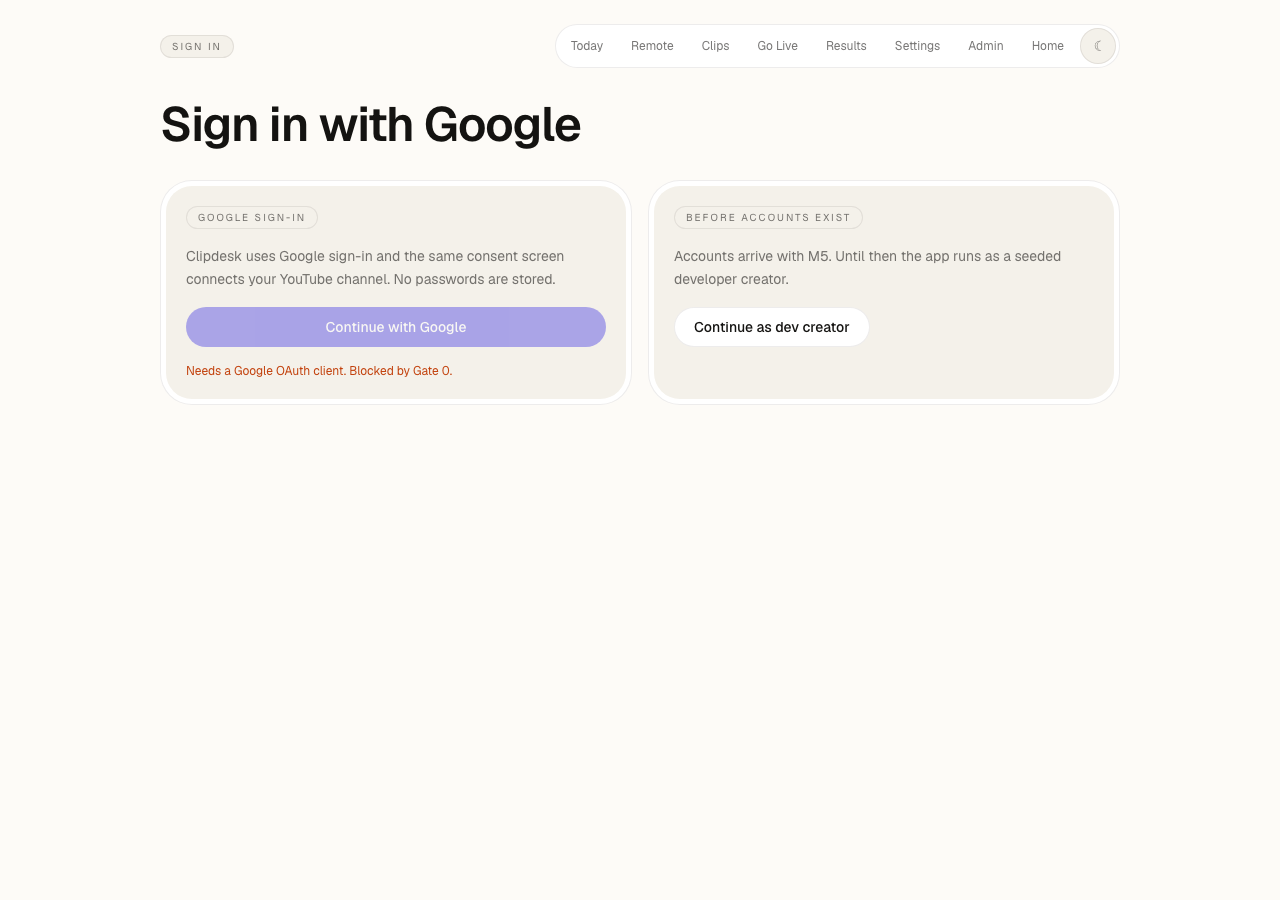 SIGN IN
Today Remote Clips Go Live Results Settings Admin Home
Sign in with Google
GOOGLE SIGN-IN
Clipdesk uses Google sign-in and the same consent screen
connects your YouTube channel. No passwords are stored.
Continue with Google
Needs a Google OAuth client. Blocked by Gate 0.
BEFORE ACCOUNTS EXIST
Accounts arrive with M5. Until then the app runs as a seeded
developer creator.
Continue as dev creator